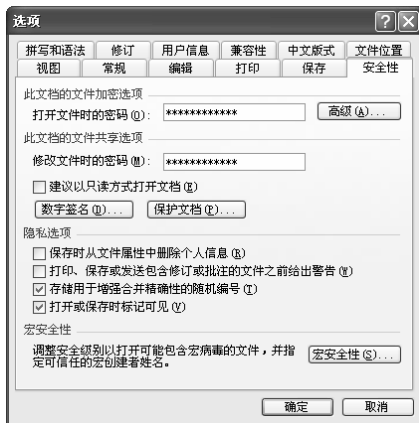 选项
拼写和语法 修订 用户信息 兼容性 中文版式 文件位置
视图 常规 编辑 打印 保存 安全性
此文档的文件加密选项
打开文件时的密码(O): ************ 高级(A)...
此文档的文件共享选项
修改文件时的密码(M): ************
建议以只读方式打开文档(E)
数字签名(D)... 保护文档(P)...
隐私选项
保存时从文件属性中删除个人信息(R)
打印、保存或发送包含修订或批注的文件之前给出警告(W)
存储用于增强合并精确性的随机编号(T)
打开或保存时标记可见(V)
宏安全性
调整安全级别以打开可能包含宏病毒的文件，并指
定可信任的宏创建者姓名。 宏安全性(S)...
确定 取消